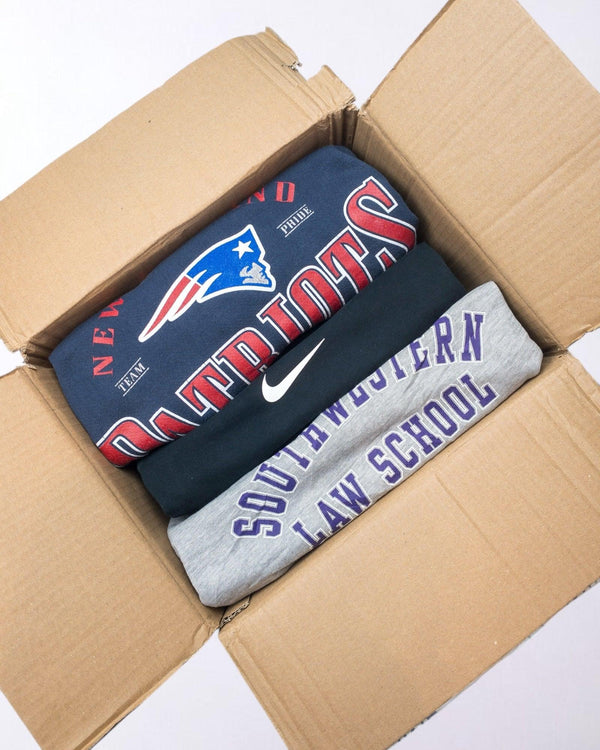 NEW ND
TEAM PRIDE
PATRIOTS
SOUTHWESTERN
LAW SCHOOL